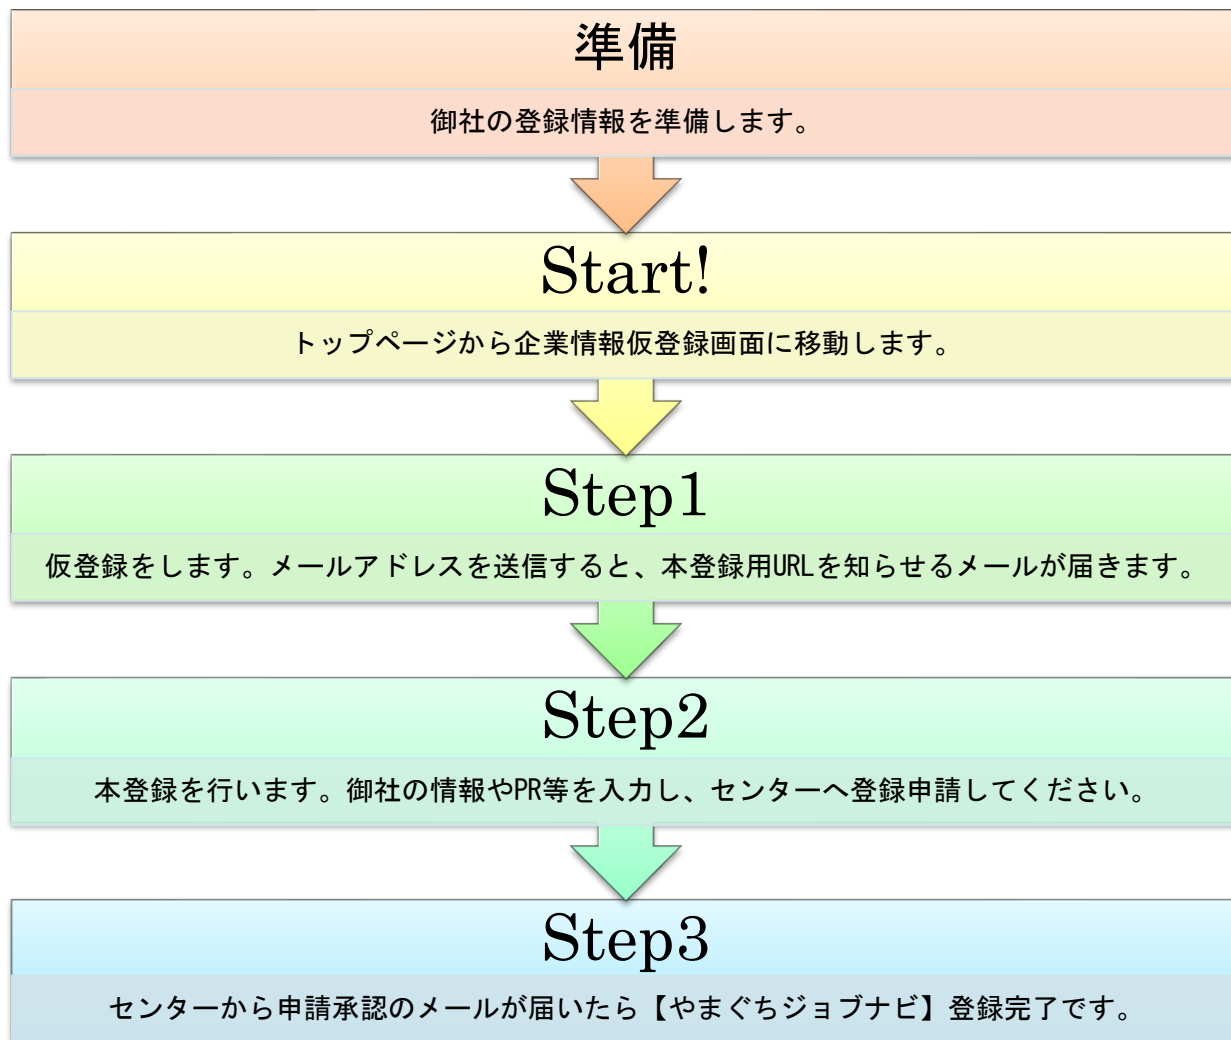 準備
御社の登録情報を準備します。
Start!
トップページから企業情報仮登録画面に移動します。
Step1
仮登録をします。メールアドレスを送信すると、本登録用URLを知らせるメールが届きます。
Step2
本登録を行います。御社の情報やPR等を入力し、センターへ登録申請してください。
Step3
センターから申請承認のメールが届いたら【やまぐちジョブナビ】登録完了です。